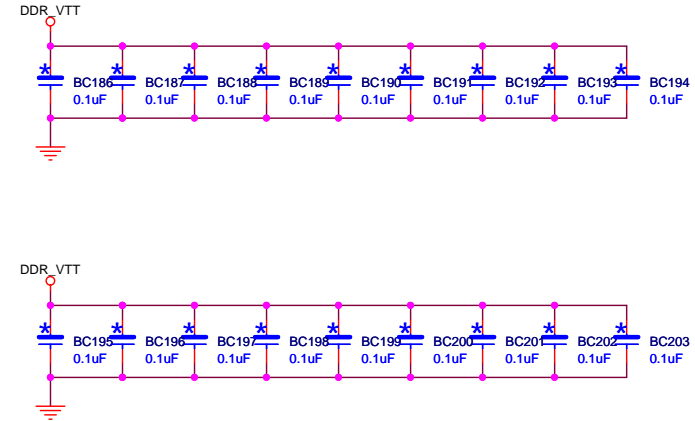 DDR_VTT
* * * * * * * * *
BC186 BC187 BC188 BC189 BC190 BC191 BC192 BC193 BC194
0.1uF 0.1uF 0.1uF 0.1uF 0.1uF 0.1uF 0.1uF 0.1uF 0.1uF
DDR_VTT
* * * * * * * * *
BC195 BC196 BC197 BC198 BC199 BC200 BC201 BC202 BC203
0.1uF 0.1uF 0.1uF 0.1uF 0.1uF 0.1uF 0.1uF 0.1uF 0.1uF